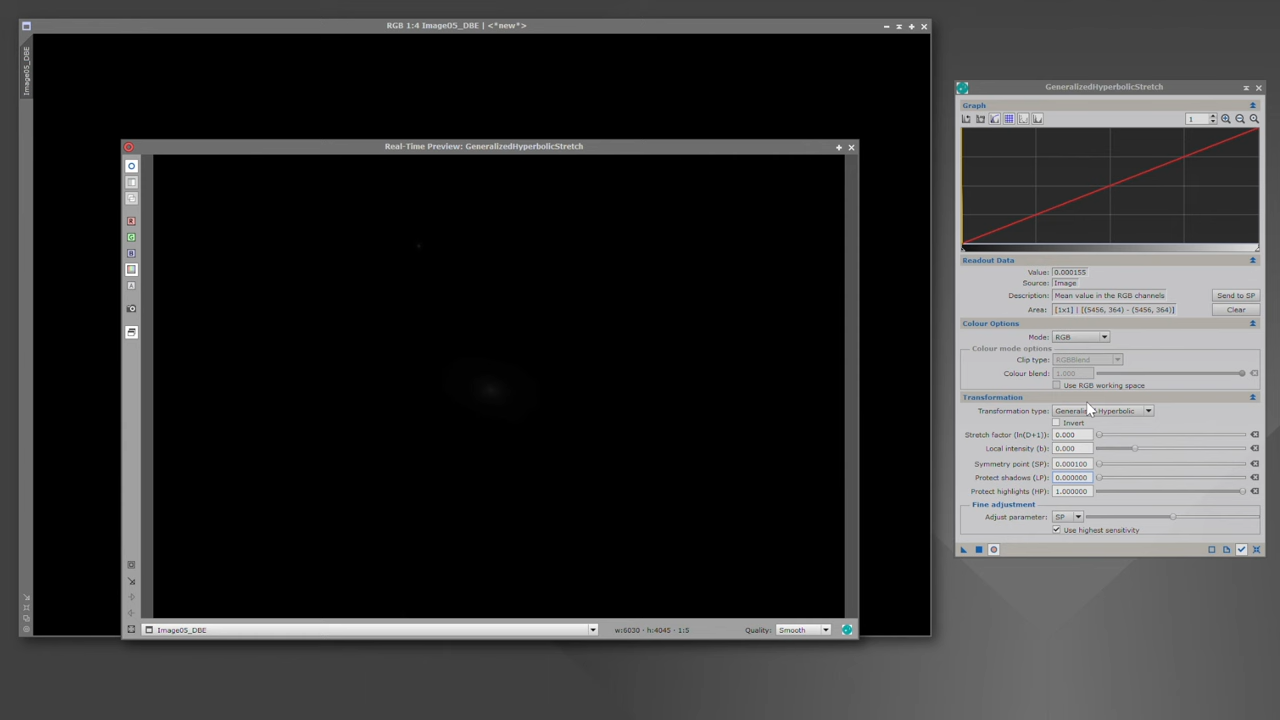 RGB 1:4 Image05_DBE | <*new*>
Image05_DBE
Real-Time Preview: GeneralizedHyperbolicStretch
R
G
B
A
Image05_DBE
w:6030 · h:4045 · 1:5
Quality: Smooth
GeneralizedHyperbolicStretch
Graph
1
Readout Data
Value: 0.000155
Source: Image
Description: Mean value in the RGB channels
Send to SP
Area: [1x1] | [(5456, 364) - (5456, 364)]
Clear
Colour Options
Mode: RGB
Colour mode options
Clip type: RGBBlend
Colour blend: 1.000
Use RGB working space
Transformation
Transformation type: Hyperbolic
Invert
Stretch factor (ln(D+1)): 0.000
Local intensity (b): 0.000
Symmetry point (SP): 0.000100
Protect shadows (LP): 0.000000
Protect highlights (HP): 1.000000
Fine adjustment
Adjust parameter: SP
Use highest sensitivity